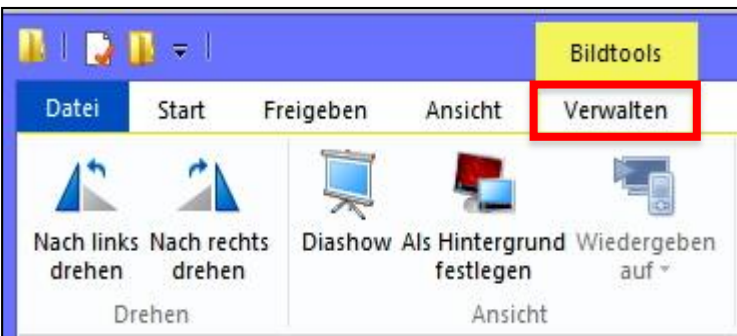 Bildtools
Datei Start Freigeben Ansicht Verwalten
Nach links Nach rechts Diashow Als Hintergrund Wiedergeben
drehen drehen festlegen auf
Drehen Ansicht